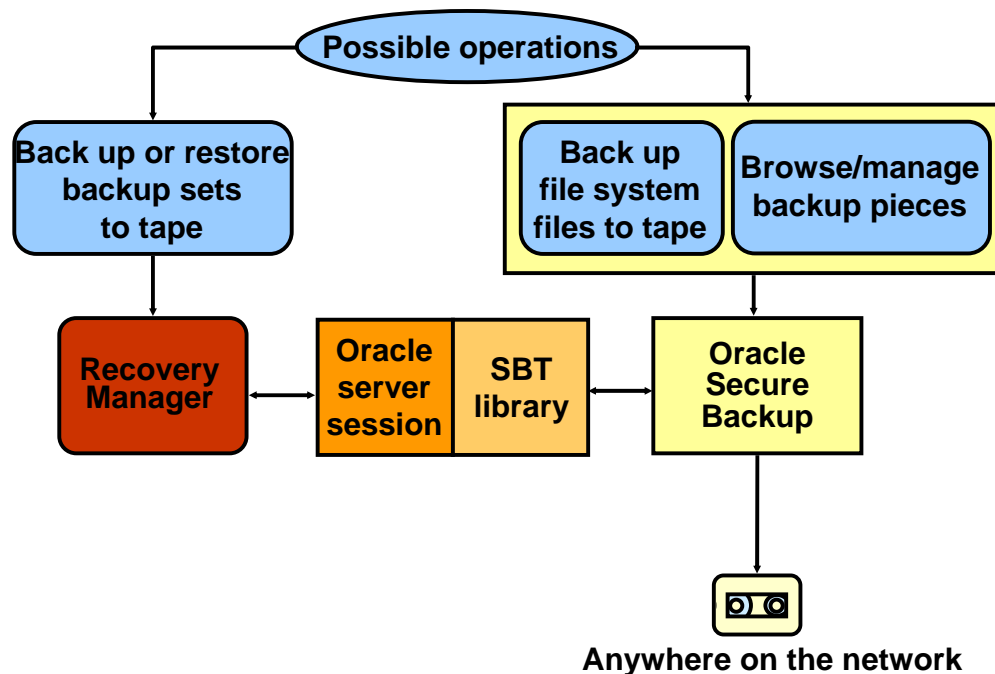 Possible operations
Back up or restore
backup sets
to tape
Back up
file system
files to tape
Browse/manage
backup pieces
Recovery
Manager
Oracle
server
session
SBT
library
Oracle
Secure
Backup
Anywhere on the network